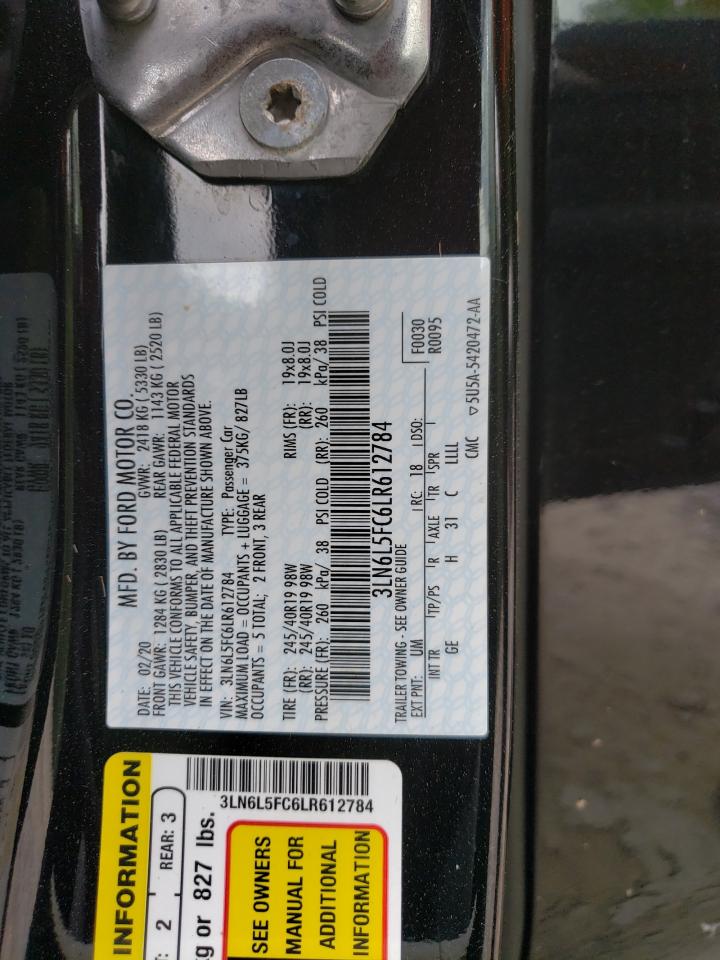 MFD. BY FORD MOTOR CO.
DATE: 02/20 GVWR: 2418 KG ( 5330 LB)
FRONT GAWR: 1284 KG ( 2830 LB) REAR GAWR: 1143 KG ( 2520 LB)
THIS VEHICLE CONFORMS TO ALL APPLICABLE FEDERAL MOTOR
VEHICLE SAFETY, BUMPER, AND THEFT PREVENTION STANDARDS
IN EFFECT ON THE DATE OF MANUFACTURE SHOWN ABOVE.
VIN: 3LN6L5FC6LR612784 TYPE: Passenger Car
MAXIMUM LOAD = OCCUPANTS + LUGGAGE = 375KG/ 827LB
OCCUPANTS = 5 TOTAL; 2 FRONT, 3 REAR
TIRE (FR): 245/40R19 98W RIMS (FR): 19x8.0J
(RR): 245/40R19 98W (RR): 19x8.0J
PRESSURE (FR): 260 kPa/ 38 PSI COLD (RR): 260 kPa/ 38 PSI COLD
3LN6L5FC6LR612784
TRAILER TOWING - SEE OWNER GUIDE F0030
EXT PNT: UM RC: 18 DSO: R0095
INT TR TP/PS R AXLE TR SPR
GE H 31 C LLLL
CMC ▽5U5A-5420472-AA
INFORMATION
: 2 REAR: 3
kg or 827 lbs.
3LN6L5FC6LR612784
SEE OWNERS
MANUAL FOR
ADDITIONAL
INFORMATION